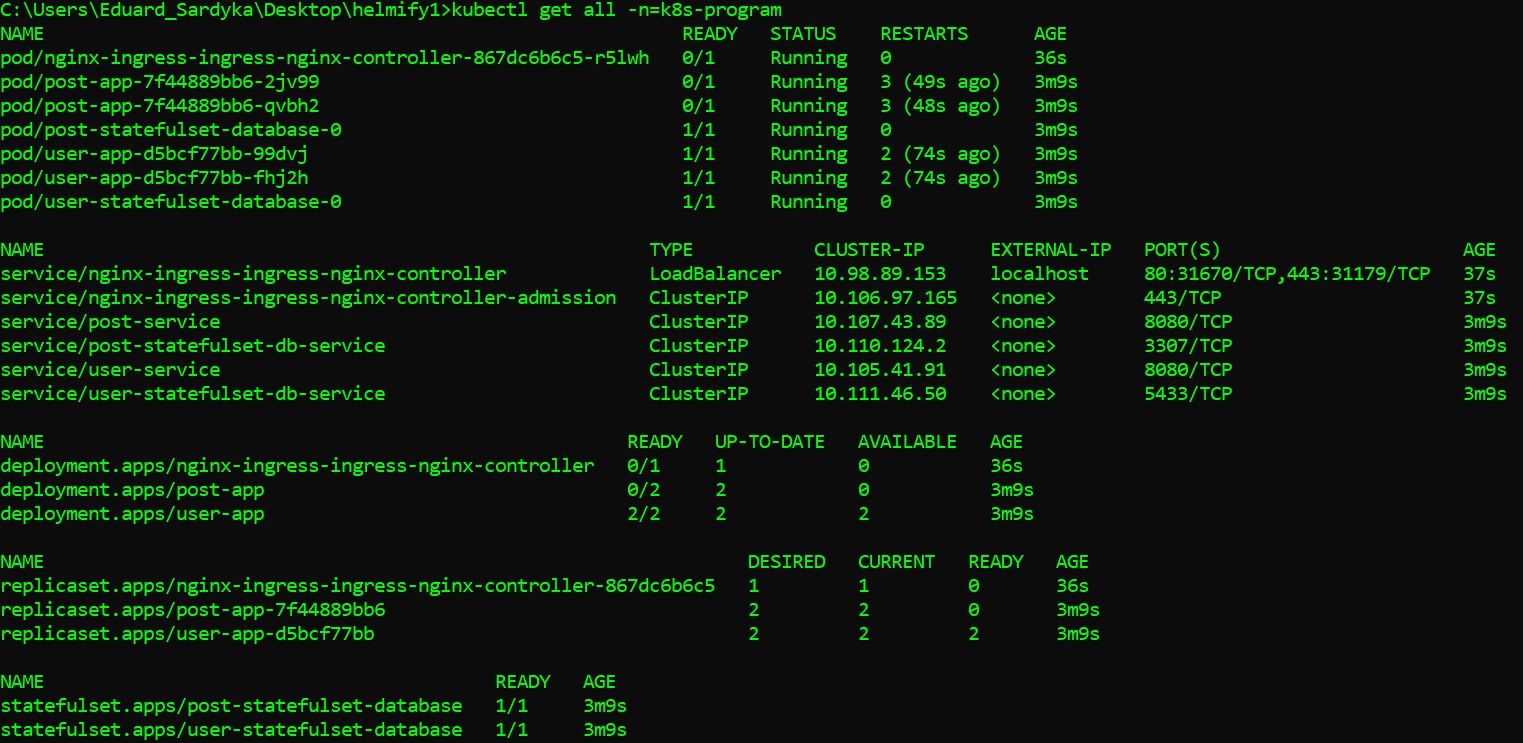 C:\Users\Eduard_Sardyka\Desktop\helmify1>kubectl get all -n=k8s-program
NAME READY STATUS RESTARTS AGE
pod/nginx-ingress-ingress-nginx-controller-867dc6b6c5-r5lwh 0/1 Running 0 36s
pod/post-app-7f44889bb6-2jv99 0/1 Running 3 (49s ago) 3m9s
pod/post-app-7f44889bb6-qvbh2 0/1 Running 3 (48s ago) 3m9s
pod/post-statefulset-database-0 1/1 Running 0 3m9s
pod/user-app-d5bcf77bb-99dvj 1/1 Running 2 (74s ago) 3m9s
pod/user-app-d5bcf77bb-fhj2h 1/1 Running 2 (74s ago) 3m9s
pod/user-statefulset-database-0 1/1 Running 0 3m9s
NAME TYPE CLUSTER-IP EXTERNAL-IP PORT(S) AGE
service/nginx-ingress-ingress-nginx-controller LoadBalancer 10.98.89.153 localhost 80:31670/TCP,443:31179/TCP 37s
service/nginx-ingress-ingress-nginx-controller-admission ClusterIP 10.106.97.165 <none> 443/TCP 37s
service/post-service ClusterIP 10.107.43.89 <none> 8080/TCP 3m9s
service/post-statefulset-db-service ClusterIP 10.110.124.2 <none> 3307/TCP 3m9s
service/user-service ClusterIP 10.105.41.91 <none> 8080/TCP 3m9s
service/user-statefulset-db-service ClusterIP 10.111.46.50 <none> 5433/TCP 3m9s
NAME READY UP-TO-DATE AVAILABLE AGE
deployment.apps/nginx-ingress-ingress-nginx-controller 0/1 1 0 36s
deployment.apps/post-app 0/2 2 0 3m9s
deployment.apps/user-app 2/2 2 2 3m9s
NAME DESIRED CURRENT READY AGE
replicaset.apps/nginx-ingress-ingress-nginx-controller-867dc6b6c5 1 1 0 36s
replicaset.apps/post-app-7f44889bb6 2 2 0 3m9s
replicaset.apps/user-app-d5bcf77bb 2 2 2 3m9s
NAME READY AGE
statefulset.apps/post-statefulset-database 1/1 3m9s
statefulset.apps/user-statefulset-database 1/1 3m9s